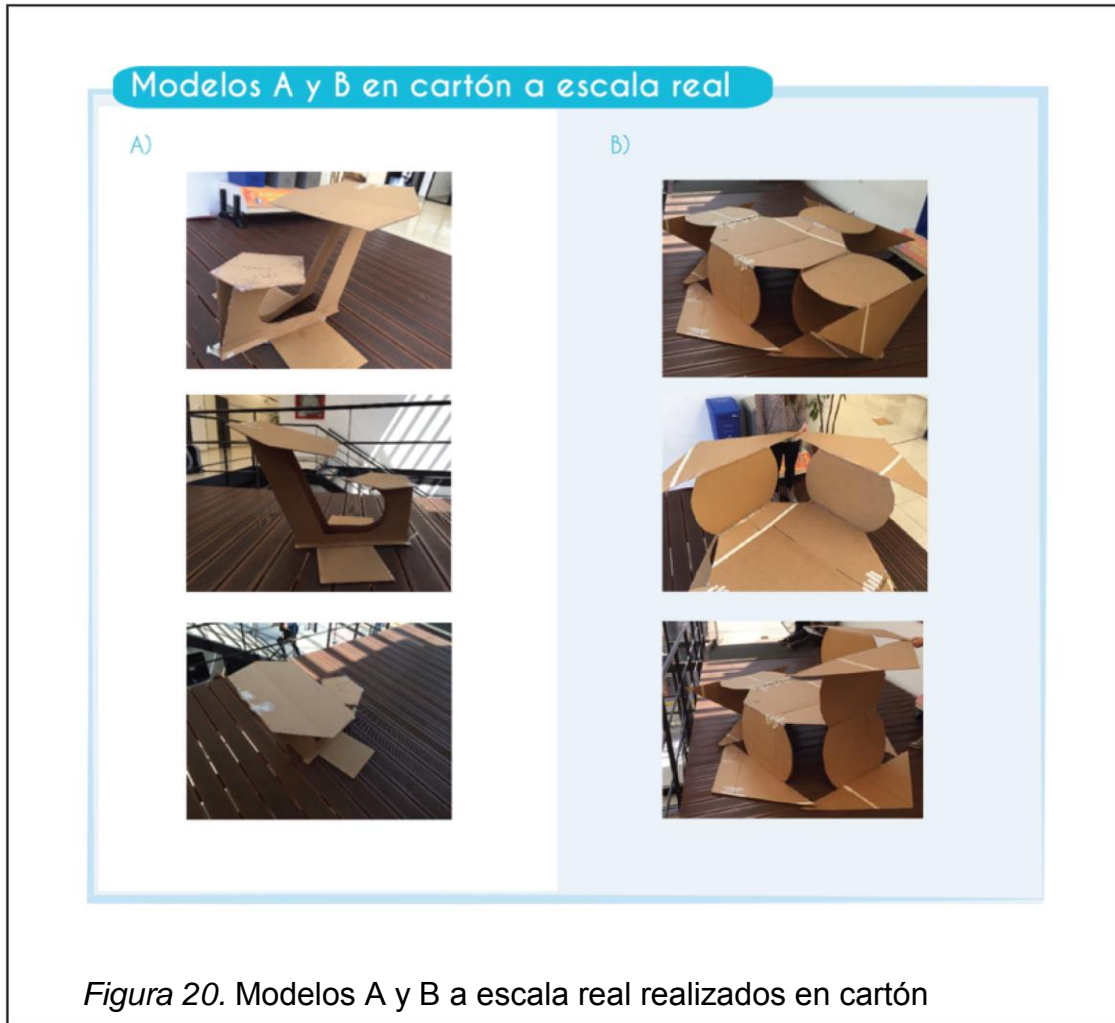 Modelos A y B en cartón a escala real
A)
B)
Figura 20. Modelos A y B a escala real realizados en cartón